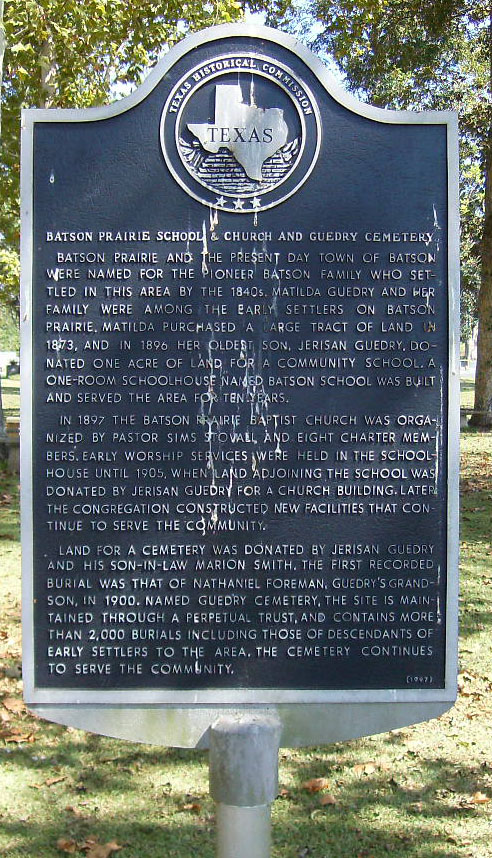 TEXAS HISTORICAL COMMISSION
TEXAS
BATSON PRAIRIE SCHOOL & CHURCH AND GUEDRY CEMETERY
BATSON PRAIRIE AND THE PRESENT DAY TOWN OF BATSON
WERE NAMED FOR THE PIONEER BATSON FAMILY WHO SET-
TLED IN THIS AREA BY THE 1840s. MATILDA GUEDRY AND HER
FAMILY WERE AMONG THE EARLY SETTLERS ON BATSON
PRAIRIE. MATILDA PURCHASED A LARGE TRACT OF LAND IN
1873, AND IN 1896 HER OLDEST SON, JERISAN GUEDRY, DO-
NATED ONE ACRE OF LAND FOR A COMMUNITY SCHOOL. A
ONE-ROOM SCHOOLHOUSE NAMED BATSON SCHOOL WAS BUILT
AND SERVED THE AREA FOR TEN YEARS.
IN 1897 THE BATSON PRAIRIE BAPTIST CHURCH WAS ORGA-
NIZED BY PASTOR SIMS STOVALL AND EIGHT CHARTER MEM-
BERS. EARLY WORSHIP SERVICES WERE HELD IN THE SCHOOL-
HOUSE UNTIL 1905, WHEN LAND ADJOINING THE SCHOOL WAS
DONATED BY JERISAN GUEDRY FOR A CHURCH BUILDING. LATER
THE CONGREGATION CONSTRUCTED NEW FACILITIES THAT CON-
TINUE TO SERVE THE COMMUNITY.
LAND FOR A CEMETERY WAS DONATED BY JERISAN GUEDRY
AND HIS SON-IN-LAW MARION SMITH. THE FIRST RECORDED
BURIAL WAS THAT OF NATHANIEL FOREMAN, GUEDRY'S GRAND-
SON, IN 1900. NAMED GUEDRY CEMETERY, THE SITE IS MAIN-
TAINED THROUGH A PERPETUAL TRUST, AND CONTAINS MORE
THAN 2,000 BURIALS INCLUDING THOSE OF DESCENDANTS OF
EARLY SETTLERS TO THE AREA. THE CEMETERY CONTINUES
TO SERVE THE COMMUNITY.
(1997)